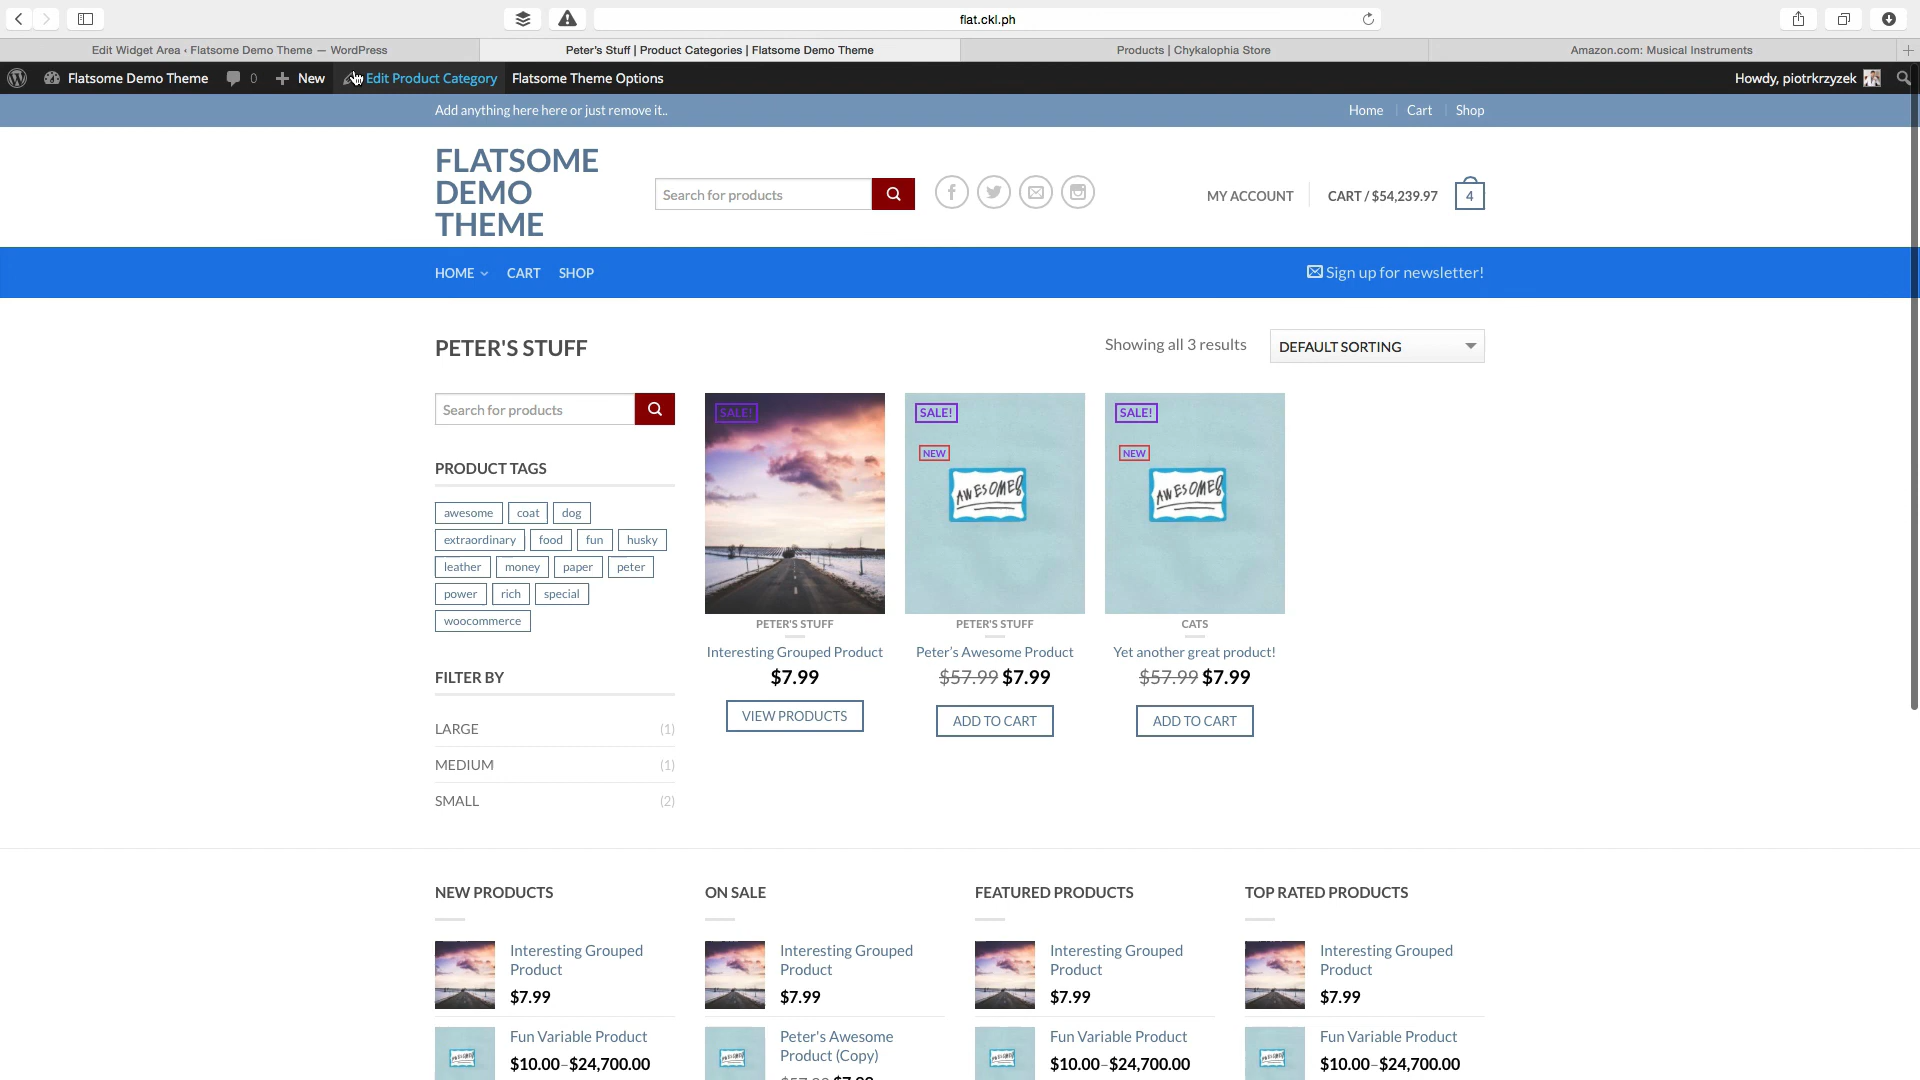 flat.ckl.ph
Edit Widget Area ‹ Flatsome Demo Theme — WordPress
Peter's Stuff | Product Categories | Flatsome Demo Theme
Products | Chykalophia Store
Amazon.com: Musical Instruments
Flatsome Demo Theme
0
New
Edit Product Category
Flatsome Theme Options
Howdy, piotrkrzyzek
Add anything here here or just remove it..
Home
Cart
Shop
FLATSOME
DEMO
THEME
Search for products
MY ACCOUNT
CART / $54,239.97
4
HOME
CART
SHOP
Sign up for newsletter!
PETER'S STUFF
Showing all 3 results
DEFAULT SORTING
Search for products
PRODUCT TAGS
awesome coat dog
extraordinary food fun husky
leather money paper peter
power rich special
woocommerce
FILTER BY
LARGE (1)
MEDIUM (1)
SMALL (2)
SALE!
PETER'S STUFF
Interesting Grouped Product
$7.99
VIEW PRODUCTS
SALE!
NEW
AWESOME!
PETER'S STUFF
Peter's Awesome Product
$57.99 $7.99
ADD TO CART
SALE!
NEW
AWESOME!
CATS
Yet another great product!
$57.99 $7.99
ADD TO CART
NEW PRODUCTS
Interesting Grouped
Product
$7.99
Fun Variable Product
$10.00–$24,700.00
ON SALE
Interesting Grouped
Product
$7.99
Peter's Awesome
Product (Copy)
$57.99 $7.99
FEATURED PRODUCTS
Interesting Grouped
Product
$7.99
Fun Variable Product
$10.00–$24,700.00
TOP RATED PRODUCTS
Interesting Grouped
Product
$7.99
Fun Variable Product
$10.00–$24,700.00